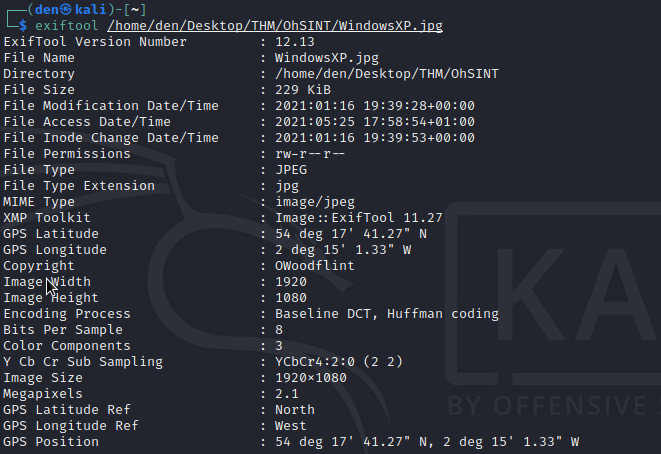 ┌──(den㉿kali)-[~]
└─$ exiftool /home/den/Desktop/THM/OhSINT/WindowsXP.jpg
ExifTool Version Number : 12.13
File Name : WindowsXP.jpg
Directory : /home/den/Desktop/THM/OhSINT
File Size : 229 KiB
File Modification Date/Time : 2021:01:16 19:39:28+00:00
File Access Date/Time : 2021:05:25 17:58:54+01:00
File Inode Change Date/Time : 2021:01:16 19:39:53+00:00
File Permissions : rw-r--r--
File Type : JPEG
File Type Extension : jpg
MIME Type : image/jpeg
XMP Toolkit : Image::ExifTool 11.27
GPS Latitude : 54 deg 17' 41.27" N
GPS Longitude : 2 deg 15' 1.33" W
Copyright : OWoodflint
Image Width : 1920
Image Height : 1080
Encoding Process : Baseline DCT, Huffman coding
Bits Per Sample : 8
Color Components : 3
Y Cb Cr Sub Sampling : YCbCr4:2:0 (2 2)
Image Size : 1920×1080
Megapixels : 2.1
GPS Latitude Ref : North
GPS Longitude Ref : West
GPS Position : 54 deg 17' 41.27" N, 2 deg 15' 1.33" W
KA
BY OFFENSIVE S